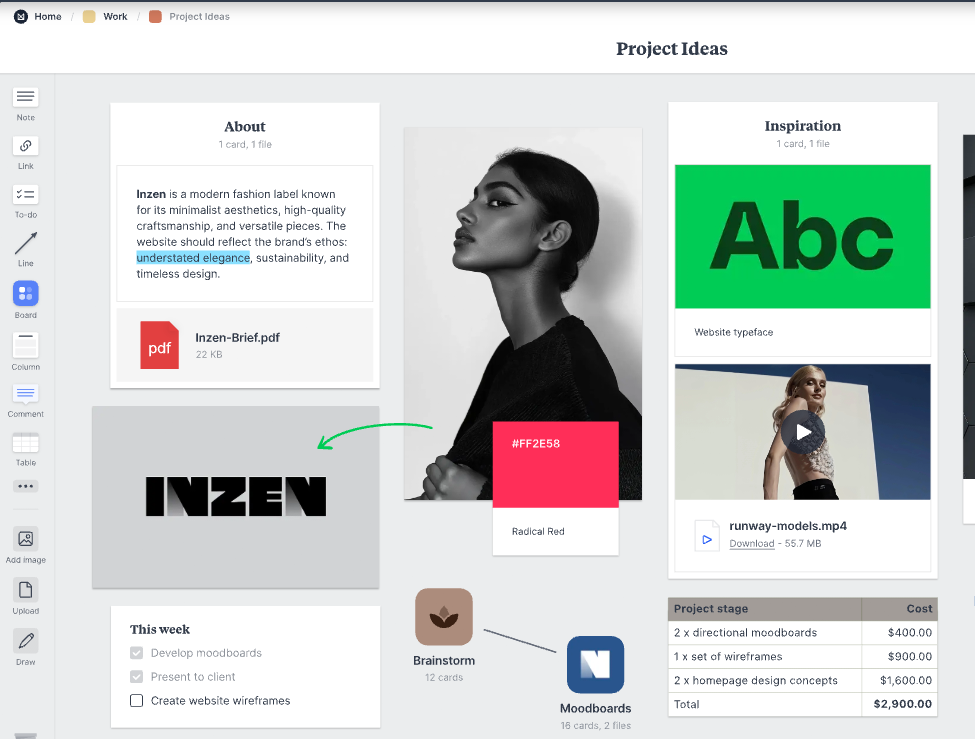 Home / Work / Project Ideas
Project Ideas
Note
Link
To-do
Line
Board
Column
Comment
Table
Add image
Upload
Draw
About
1 card, 1 file
Inzen is a modern fashion label known
for its minimalist aesthetics, high-quality
craftsmanship, and versatile pieces. The
website should reflect the brand’s ethos:
understated elegance, sustainability, and
timeless design.
pdf
Inzen-Brief.pdf
22 KB
INZEN
This week
Develop moodboards
Present to client
Create website wireframes
#FF2E58
Radical Red
Brainstorm
12 cards
N
Moodboards
16 cards, 2 files
Inspiration
1 card, 1 file
Abc
Website typeface
runway-models.mp4
Download - 55.7 MB
Project stage Cost
2 x directional moodboards $400.00
1 x set of wireframes $900.00
2 x homepage design concepts $1,600.00
Total $2,900.00